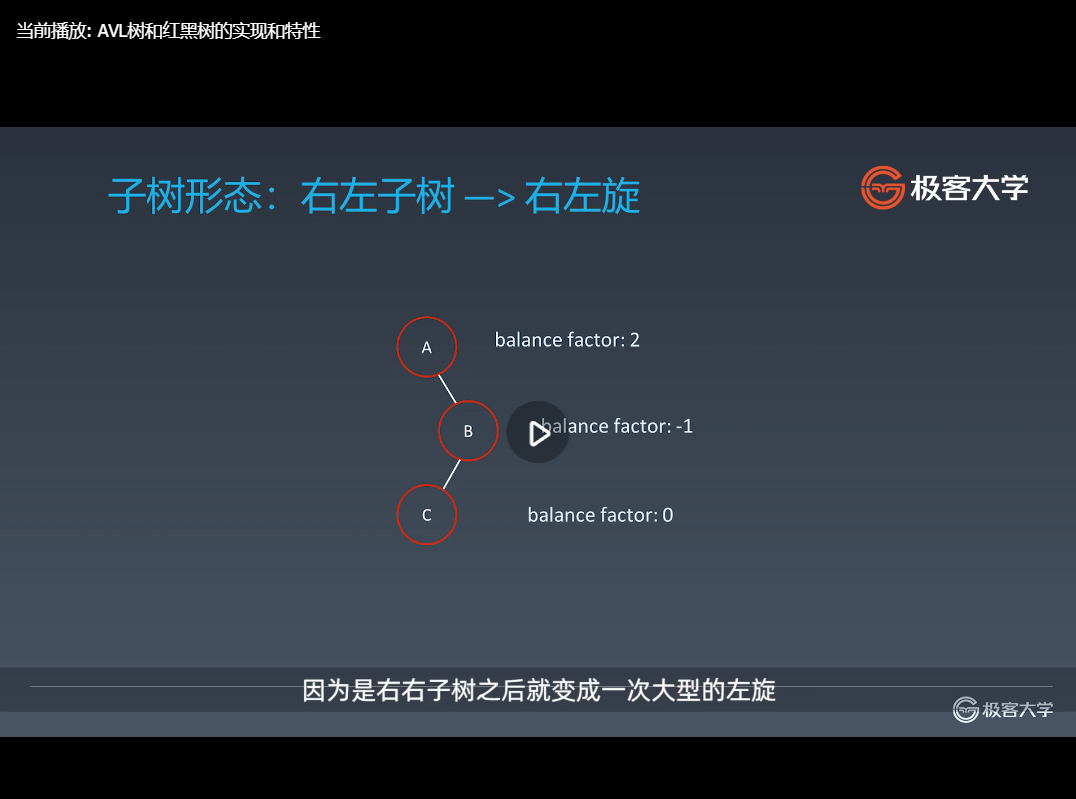 当前播放: AVL树和红黑树的实现和特性
子树形态：右左子树 —> 右左旋
极客大学
A
balance factor: 2
B
balance factor: -1
C
balance factor: 0
因为是右右子树之后就变成一次大型的左旋
极客大学